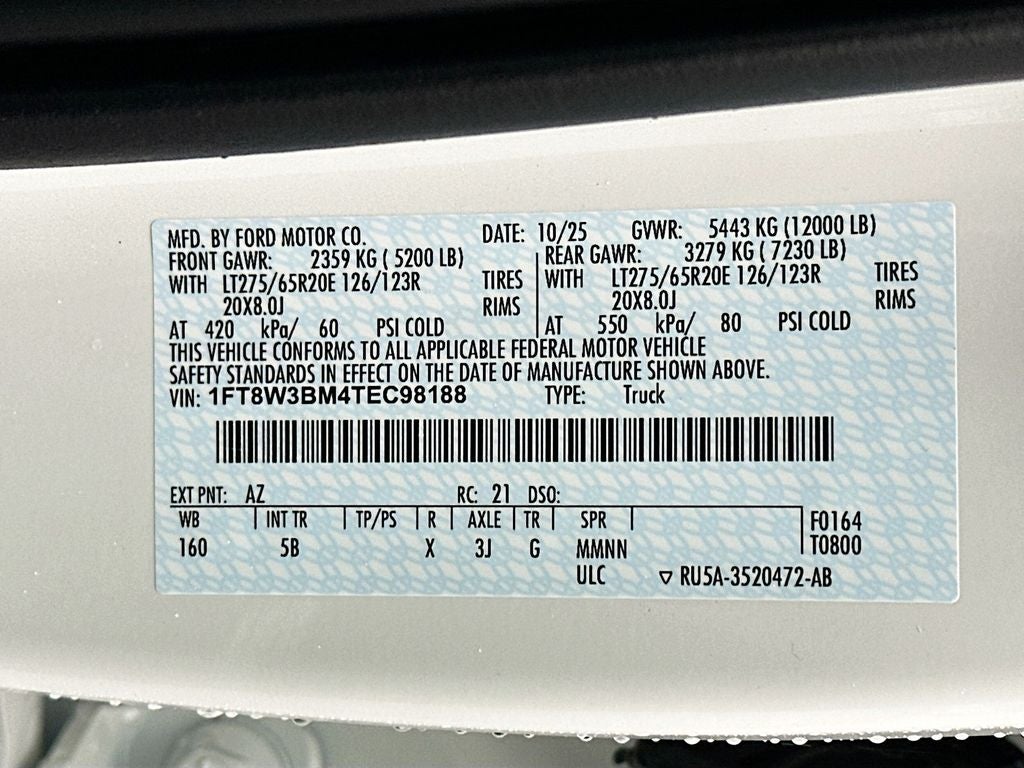 MFD. BY FORD MOTOR CO. DATE: 10/25 GVWR: 5443 KG (12000 LB)
FRONT GAWR: 2359 KG ( 5200 LB) REAR GAWR: 3279 KG ( 7230 LB)
WITH LT275/65R20E 126/123R TIRES WITH LT275/65R20E 126/123R TIRES
20X8.0J RIMS 20X8.0J RIMS
AT 420 kPa/ 60 PSI COLD AT 550 kPa/ 80 PSI COLD
THIS VEHICLE CONFORMS TO ALL APPLICABLE FEDERAL MOTOR VEHICLE
SAFETY STANDARDS IN EFFECT ON THE DATE OF MANUFACTURE SHOWN ABOVE.
VIN: 1FT8W3BM4TEC98188 TYPE: Truck
EXT PNT: AZ RC: 21 DSO:
WB INT TR TP/PS R AXLE TR SPR F0164
160 5B X 3J G MMNN T0800
ULC ▽ RU5A-3520472-AB